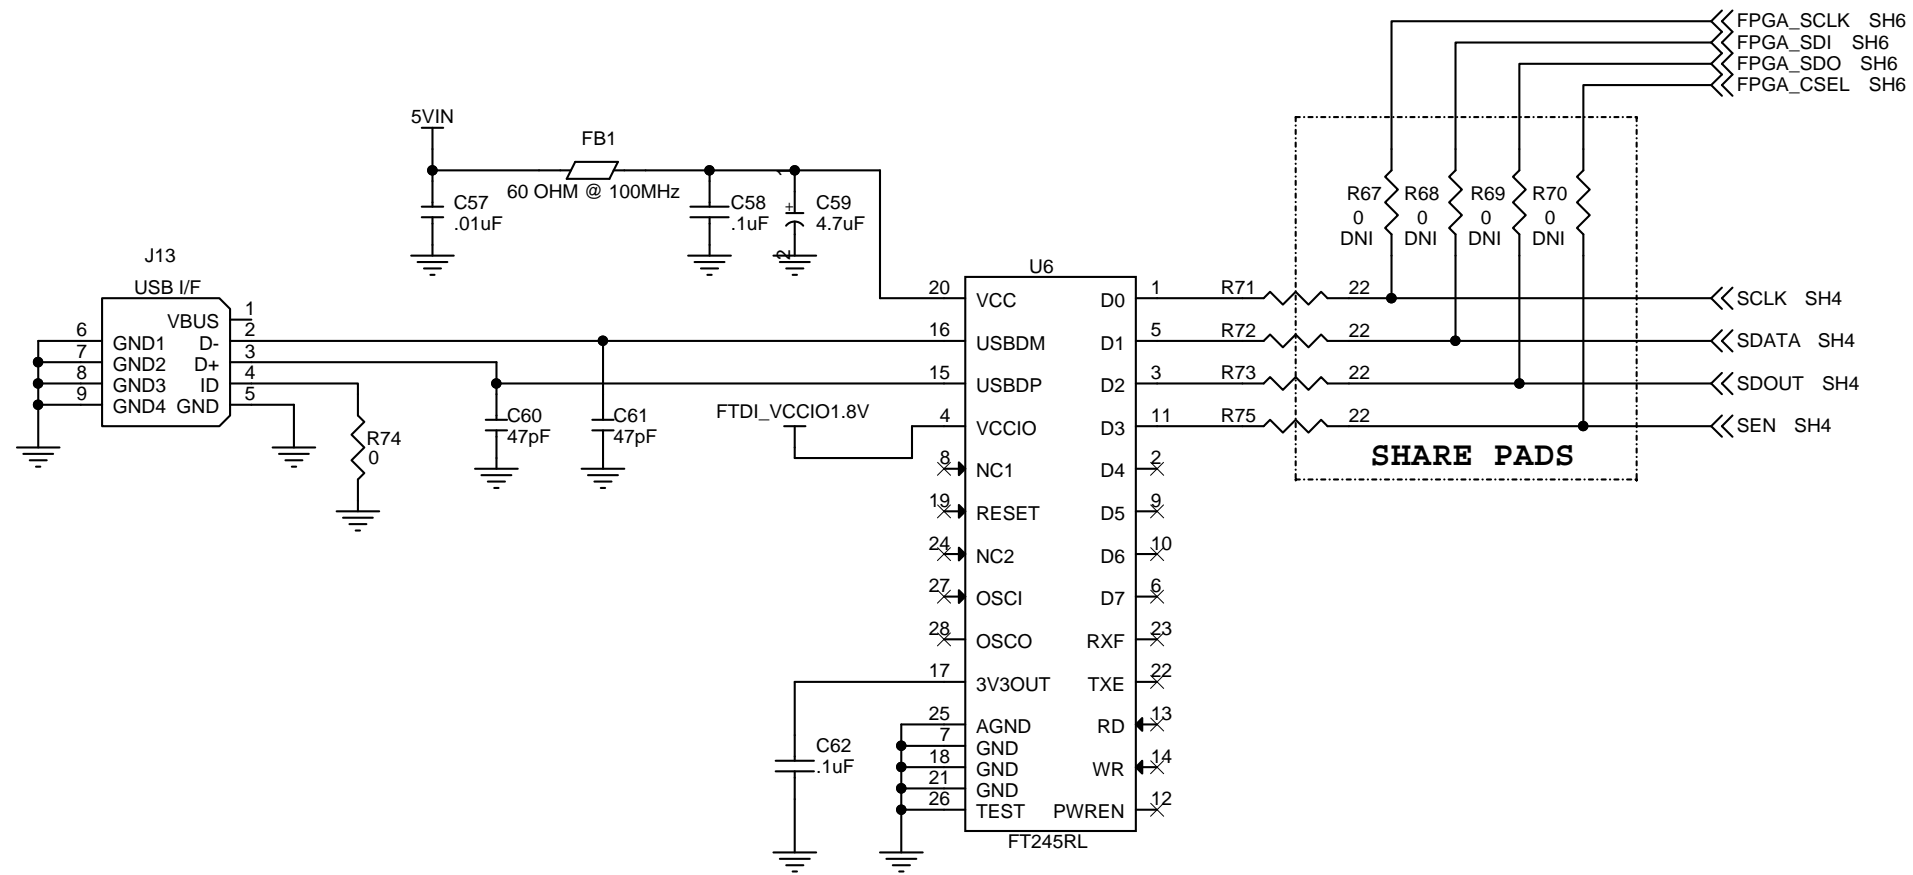 FPGA_SCLK SH6
FPGA_SDI SH6
FPGA_SDO SH6
FPGA_CSEL SH6
5VIN
FB1
60 OHM @ 100MHz
C57
.01uF
C58
.1uF
1
+
C59
4.7uF
2
R67
0
DNI
R68
0
DNI
R69
0
DNI
R70
0
DNI
J13
USB I/F
VBUS 1
D- 2
D+ 3
ID 4
GND 5
6 GND1
7 GND2
8 GND3
9 GND4
R74
0
C60
47pF
C61
47pF
FTDI_VCCIO1.8V
U6
20 VCC
16 USBDM
15 USBDP
4 VCCIO
8 NC1
19 RESET
24 NC2
27 OSCI
28 OSCO
17 3V3OUT
25 AGND
7 GND
18 GND
21 GND
26 TEST
D0 1
D1 5
D2 3
D3 11
D4 2
D5 9
D6 10
D7 6
RXF 23
TXE 22
RD 13
WR 14
PWREN 12
FT245RL
C62
.1uF
R71 22
R72 22
R73 22
R75 22
SCLK SH4
SDATA SH4
SDOUT SH4
SEN SH4
SHARE PADS